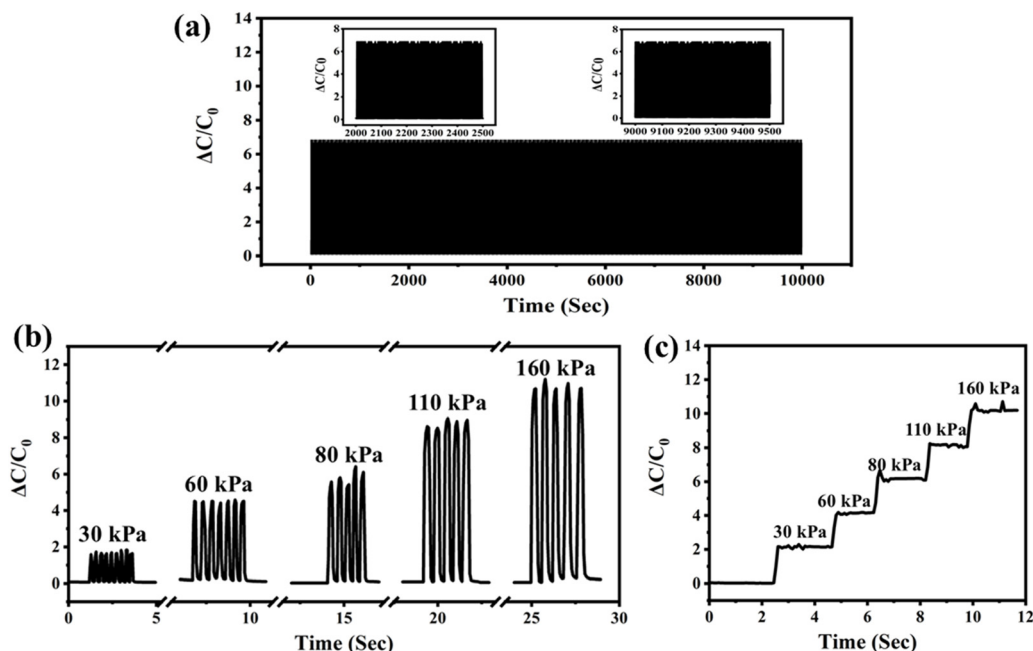 (a)
14
12
10
8
6
4
2
0
ΔC/C0
0 2000 4000 6000 8000 10000
Time (Sec)
8
6
4
2
0
ΔC/C0
2000 2100 2200 2300 2400 2500
8
6
4
2
0
ΔC/C0
9000 9100 9200 9300 9400 9500
(b)
12
10
8
6
4
2
0
ΔC/C0
30 kPa
60 kPa
80 kPa
110 kPa
160 kPa
0 5 10 15 20 25 30
Time (Sec)
(c)
14
12
10
8
6
4
2
0
ΔC/C0
30 kPa
60 kPa
80 kPa
110 kPa
160 kPa
0 2 4 6 8 10 12
Time (Sec)